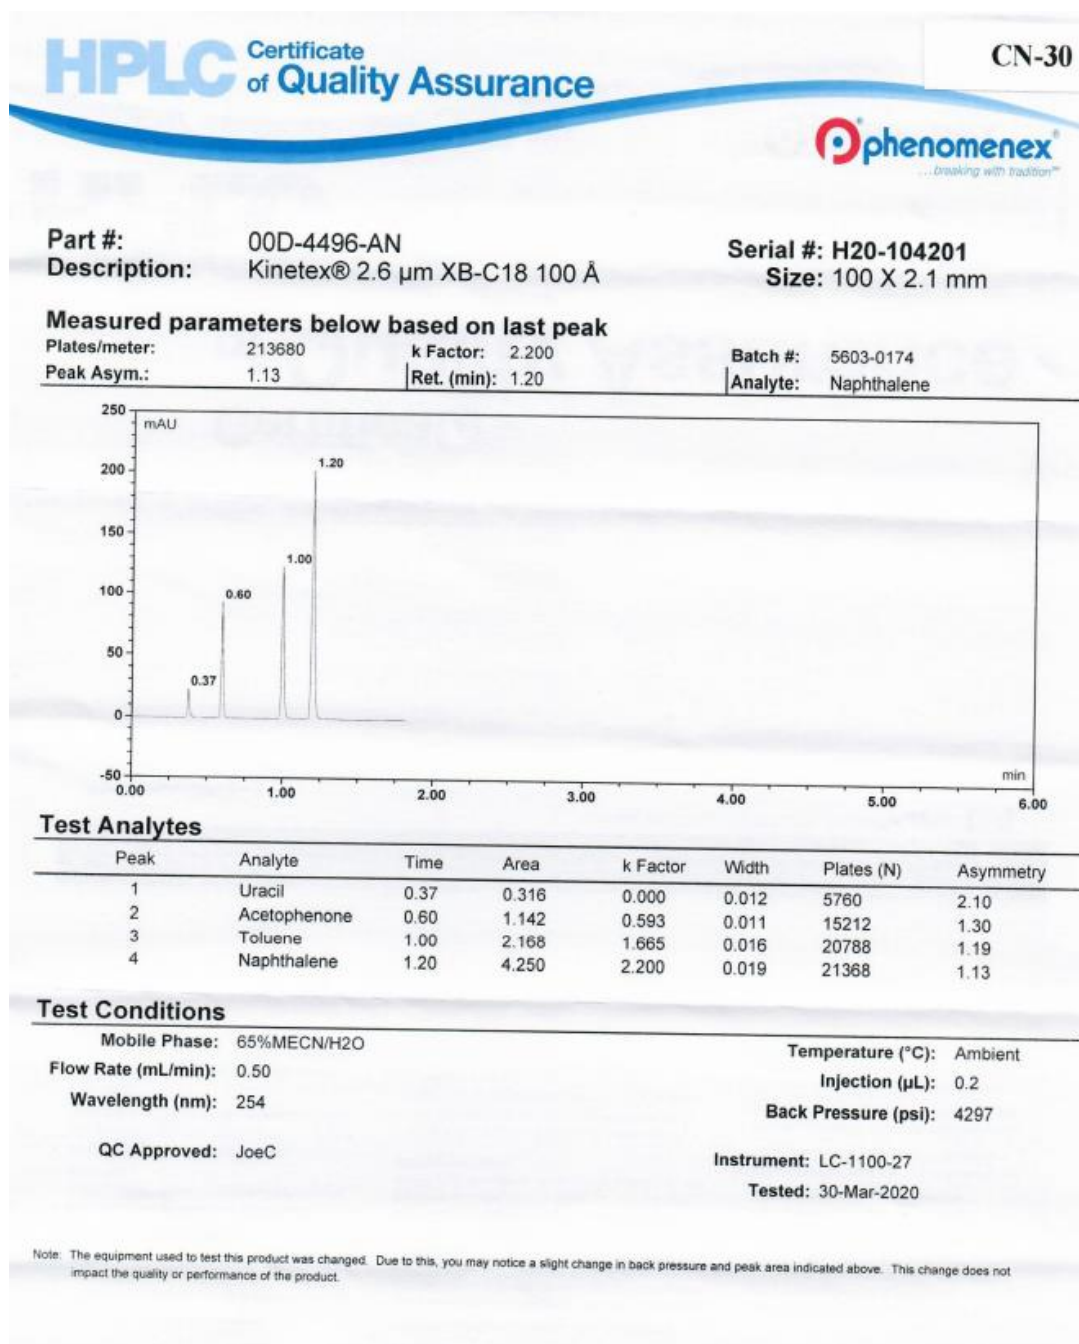 HPLC Certificate of Quality Assurance
CN-30
phenomenex®
...breaking with tradition™
Part #: 00D-4496-AN
Serial #: H20-104201
Description: Kinetex® 2.6 µm XB-C18 100 Å
Size: 100 X 2.1 mm
Measured parameters below based on last peak
Plates/meter: 213680 k Factor: 2.200 Batch #: 5603-0174
Peak Asym.: 1.13 Ret. (min): 1.20 Analyte: Naphthalene
250
mAU
200
1.20
150
1.00
100
0.60
50
0.37
0
-50
min
0.00 1.00 2.00 3.00 4.00 5.00 6.00
Test Analytes
Peak Analyte Time Area k Factor Width Plates (N) Asymmetry
1 Uracil 0.37 0.316 0.000 0.012 5760 2.10
2 Acetophenone 0.60 1.142 0.593 0.011 15212 1.30
3 Toluene 1.00 2.168 1.665 0.016 20788 1.19
4 Naphthalene 1.20 4.250 2.200 0.019 21368 1.13
Test Conditions
Mobile Phase: 65%MECN/H2O Temperature (°C): Ambient
Flow Rate (mL/min): 0.50 Injection (µL): 0.2
Wavelength (nm): 254 Back Pressure (psi): 4297
QC Approved: JoeC Instrument: LC-1100-27
Tested: 30-Mar-2020
Note: The equipment used to test this product was changed. Due to this, you may notice a slight change in back pressure and peak area indicated above. This change does not
impact the quality or performance of the product.